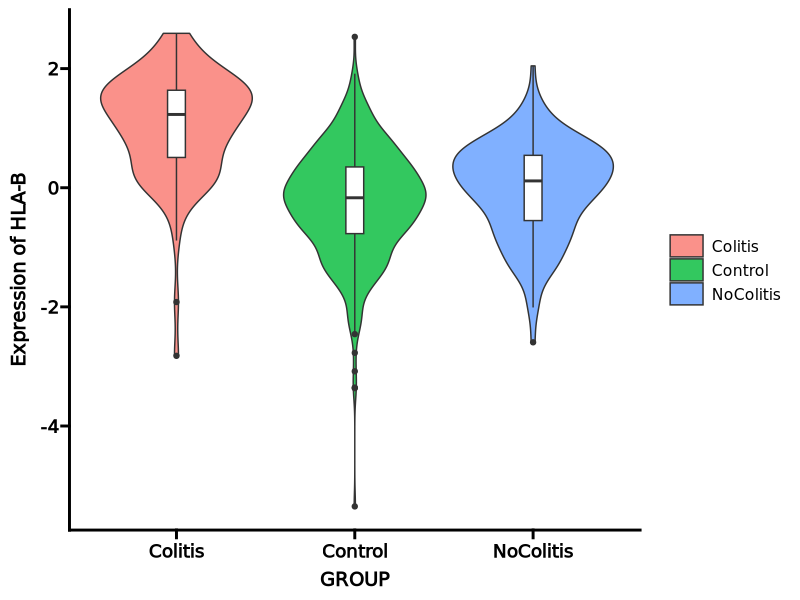 Expression of HLA-B
2
0
-2
-4
Colitis
Control
NoColitis
GROUP
Colitis
Control
NoColitis